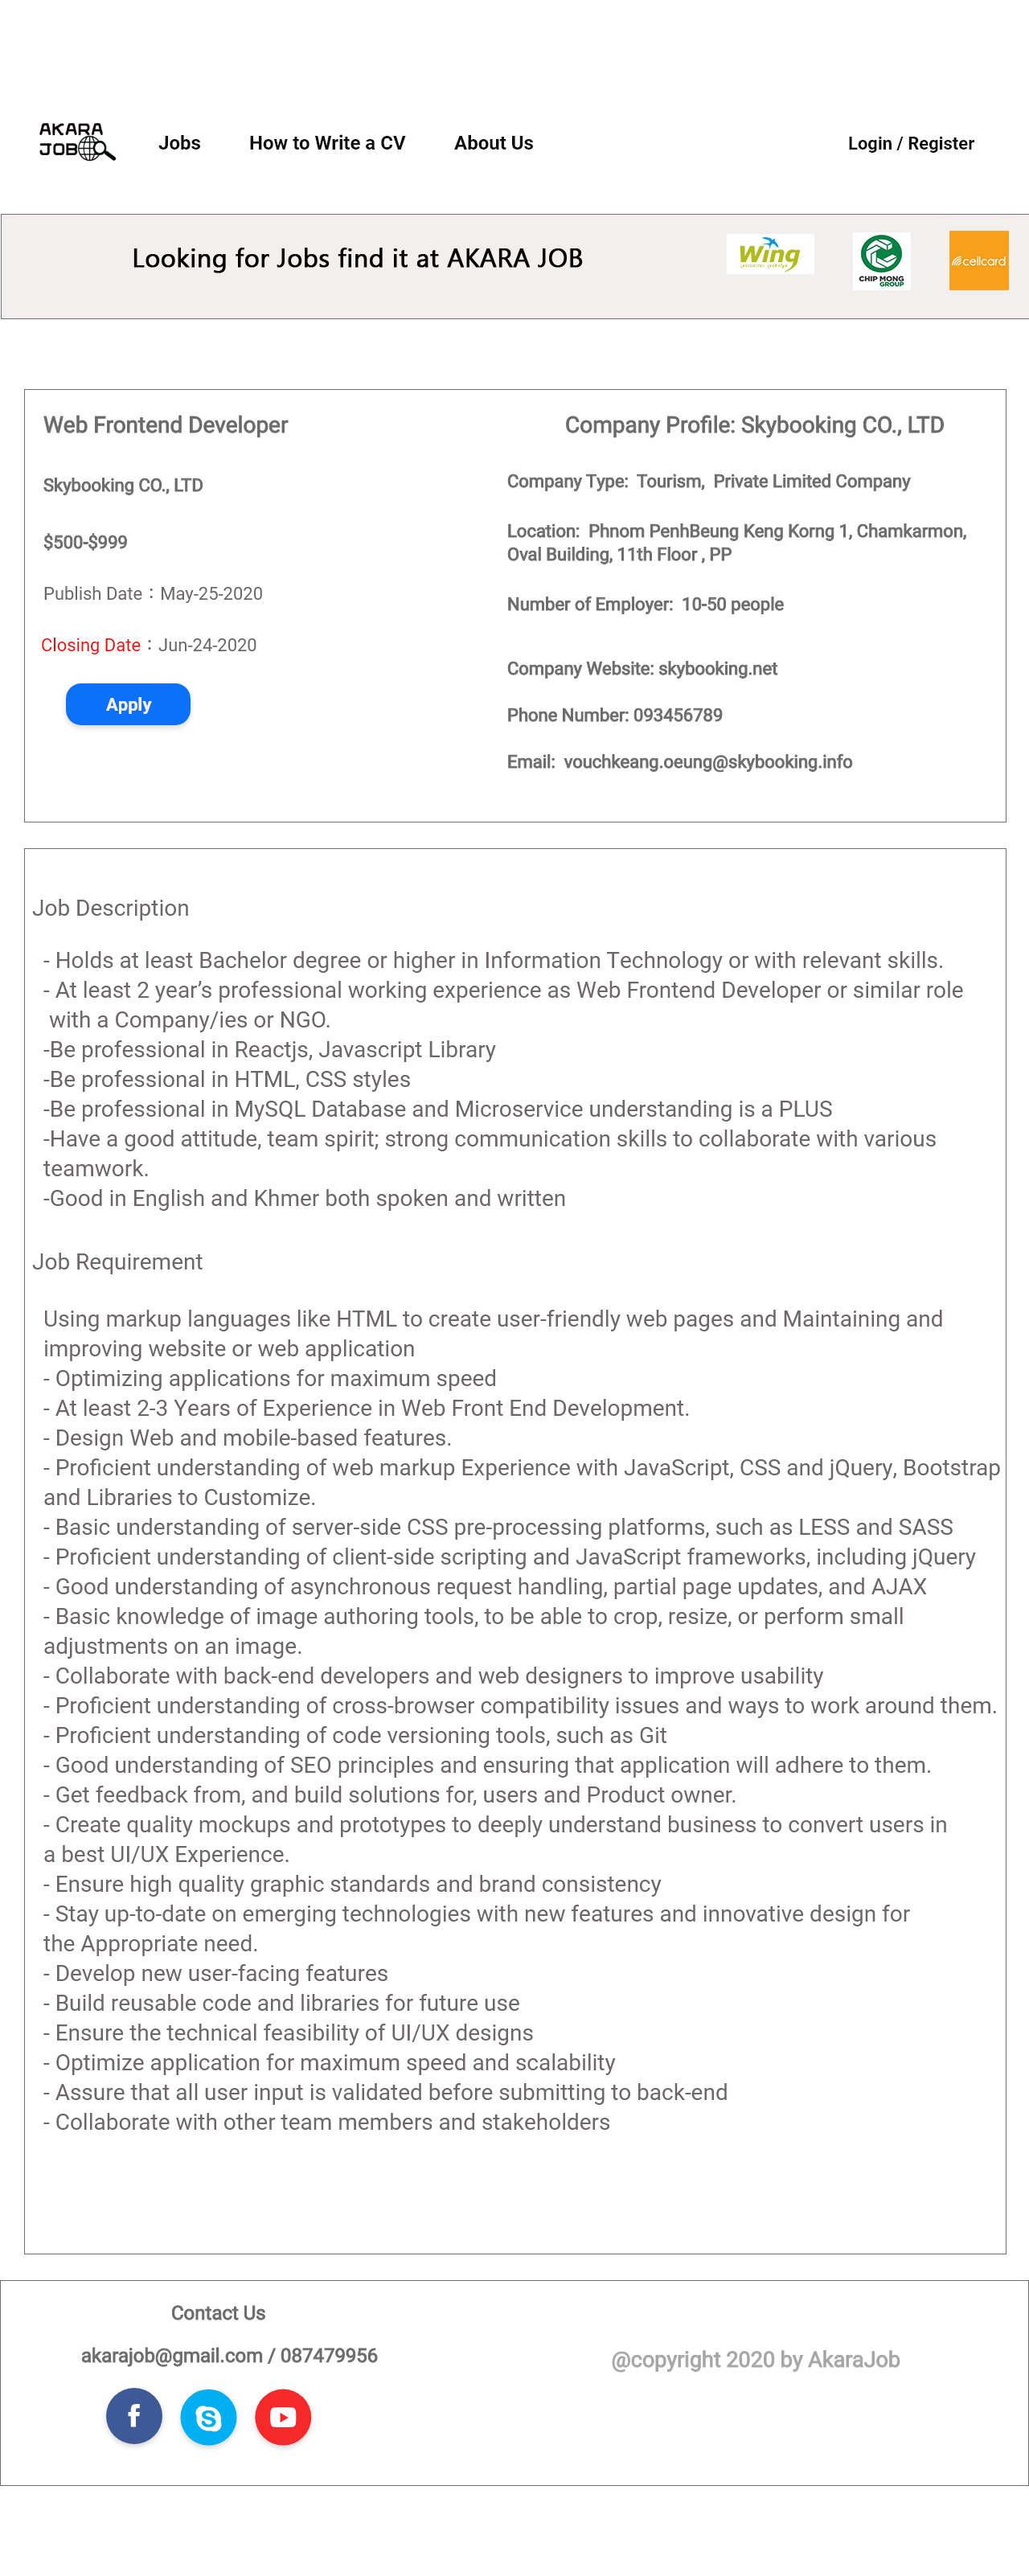 AKARA
JOB
Jobs
How to Write a CV
About Us
Login / Register
Looking for Jobs find it at AKARA JOB
Wing
CHIP MONG
GROUP
cellcard
Web Frontend Developer
Skybooking CO., LTD
$500-$999
Publish Date : May-25-2020
Closing Date : Jun-24-2020
Apply
Company Profile: Skybooking CO., LTD
Company Type:  Tourism,  Private Limited Company
Location:  Phnom PenhBeung Keng Korng 1, Chamkarmon,
Oval Building, 11th Floor , PP
Number of Employer:  10-50 people
Company Website: skybooking.net
Phone Number: 093456789
Email:  vouchkeang.oeung@skybooking.info
Job Description
- Holds at least Bachelor degree or higher in Information Technology or with relevant skills.
- At least 2 year’s professional working experience as Web Frontend Developer or similar role
with a Company/ies or NGO.
-Be professional in Reactjs, Javascript Library
-Be professional in HTML, CSS styles
-Be professional in MySQL Database and Microservice understanding is a PLUS
-Have a good attitude, team spirit; strong communication skills to collaborate with various
teamwork.
-Good in English and Khmer both spoken and written
Job Requirement
Using markup languages like HTML to create user-friendly web pages and Maintaining and
improving website or web application
- Optimizing applications for maximum speed
- At least 2-3 Years of Experience in Web Front End Development.
- Design Web and mobile-based features.
- Proficient understanding of web markup Experience with JavaScript, CSS and jQuery, Bootstrap
and Libraries to Customize.
- Basic understanding of server-side CSS pre-processing platforms, such as LESS and SASS
- Proficient understanding of client-side scripting and JavaScript frameworks, including jQuery
- Good understanding of asynchronous request handling, partial page updates, and AJAX
- Basic knowledge of image authoring tools, to be able to crop, resize, or perform small
adjustments on an image.
- Collaborate with back-end developers and web designers to improve usability
- Proficient understanding of cross-browser compatibility issues and ways to work around them.
- Proficient understanding of code versioning tools, such as Git
- Good understanding of SEO principles and ensuring that application will adhere to them.
- Get feedback from, and build solutions for, users and Product owner.
- Create quality mockups and prototypes to deeply understand business to convert users in
a best UI/UX Experience.
- Ensure high quality graphic standards and brand consistency
- Stay up-to-date on emerging technologies with new features and innovative design for
the Appropriate need.
- Develop new user-facing features
- Build reusable code and libraries for future use
- Ensure the technical feasibility of UI/UX designs
- Optimize application for maximum speed and scalability
- Assure that all user input is validated before submitting to back-end
- Collaborate with other team members and stakeholders
Contact Us
akarajob@gmail.com / 087479956
@copyright 2020 by AkaraJob